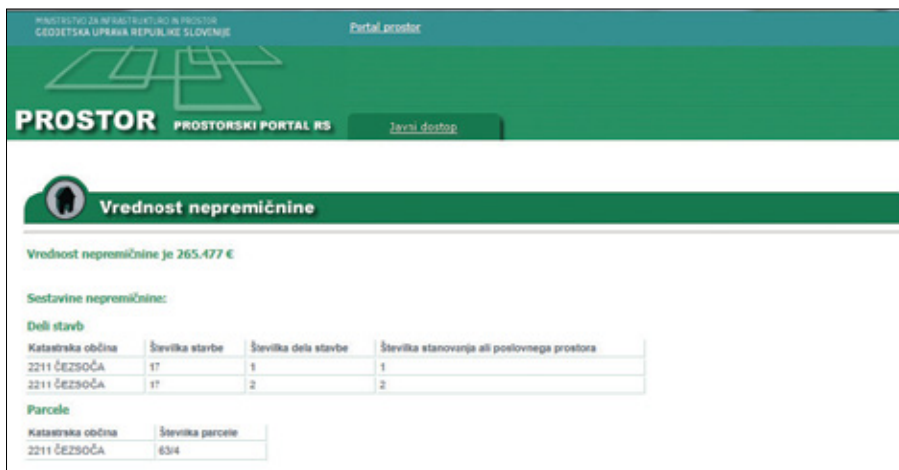 MINISTRSTVO ZA INFRASTRUKTURO IN PROSTOR
GEODETSKA UPRAVA REPUBLIKE SLOVENIJE
Portal prostor
PROSTOR PROSTORSKI PORTAL RS
Javni dostop
Vrednost nepremičnine
Vrednost nepremičnine je 265.477 €
Sestavine nepremičnine:
Deli stavb
Katastrska občina Številka stavbe Številka dela stavbe Številka stanovanja ali poslovnega prostora
2211 ČEZSOČA 17 1 1
2211 ČEZSOČA 17 2 2
Parcele
Katastrska občina Številka parcele
2211 ČEZSOČA 63/4